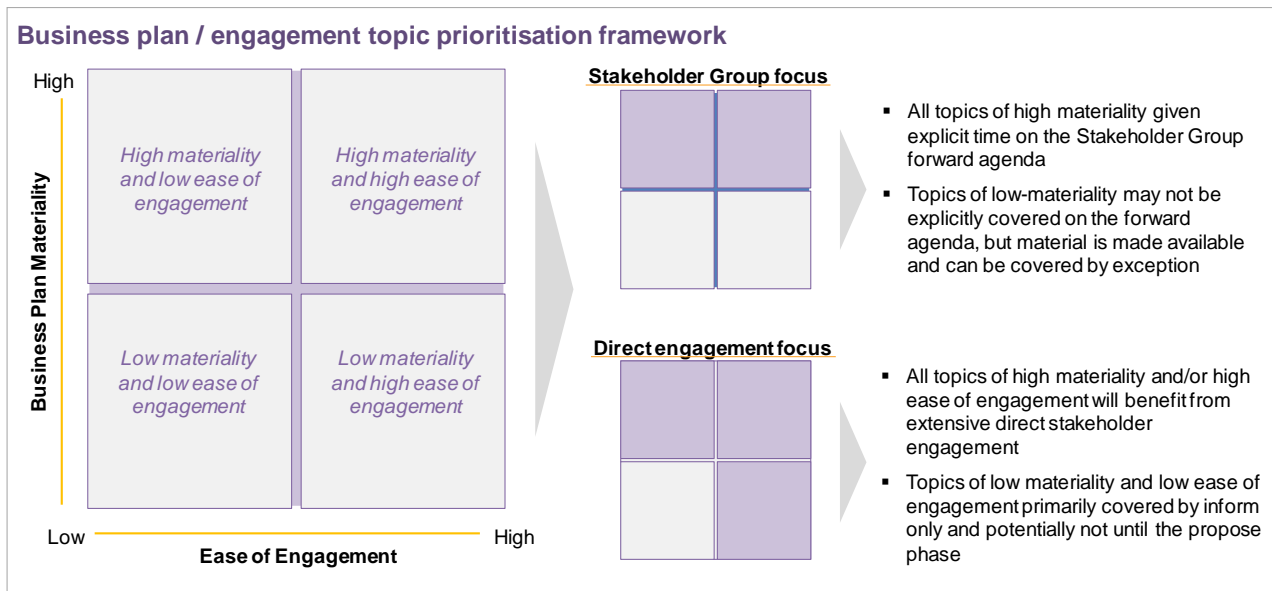 Business plan / engagement topic prioritisation framework
High
Business Plan Materiality
High materiality
and low ease of
engagement
High materiality
and high ease of
engagement
Low materiality
and low ease of
engagement
Low materiality
and high ease of
engagement
Low
High
Ease of Engagement
Stakeholder Group focus
▪ All topics of high materiality given
explicit time on the Stakeholder Group
forward agenda
▪ Topics of low-materiality may not be
explicitly covered on the forward
agenda, but material is made available
and can be covered by exception
Direct engagement focus
▪ All topics of high materiality and/or high
ease of engagement will benefit from
extensive direct stakeholder
engagement
▪ Topics of low materiality and low ease of
engagement primarily covered by inform
only and potentially not until the propose
phase